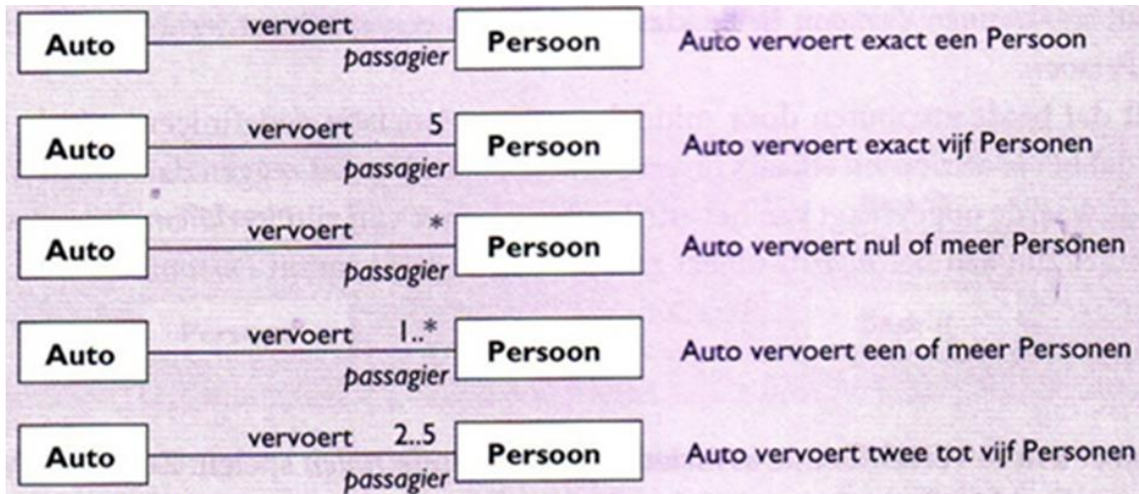 Auto vervoert passagier Persoon Auto vervoert exact een Persoon
Auto vervoert 5 passagier Persoon Auto vervoert exact vijf Personen
Auto vervoert * passagier Persoon Auto vervoert nul of meer Personen
Auto vervoert 1..* passagier Persoon Auto vervoert een of meer Personen
Auto vervoert 2..5 passagier Persoon Auto vervoert twee tot vijf Personen